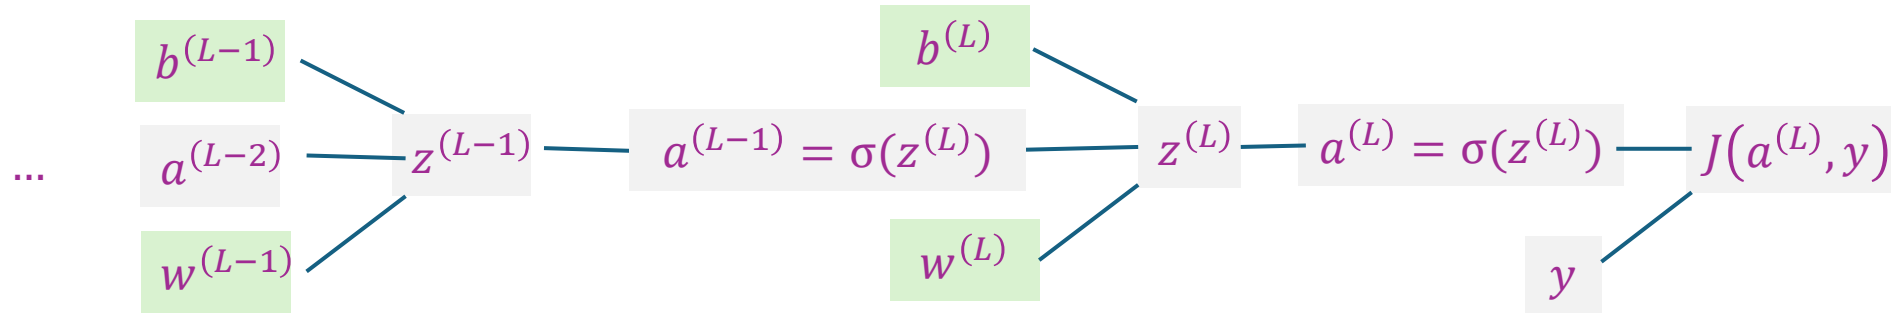 b^(L−1)
b^(L)
… a^(L−2) z^(L−1) a^(L−1) = σ(z^(L)) z^(L) a^(L) = σ(z^(L)) J(a^(L), y)
w^(L−1)
w^(L)
y